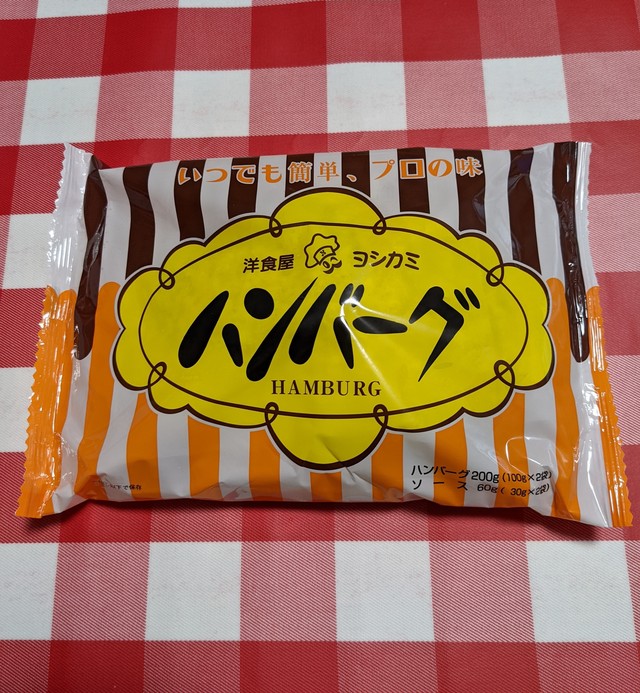 いつでも簡単、プロの味
洋食屋 ヨシカミ
ハンバーグ
HAMBURG
ハンバーグ200g(100g×2袋)
ソース 60g( 30g×2袋)